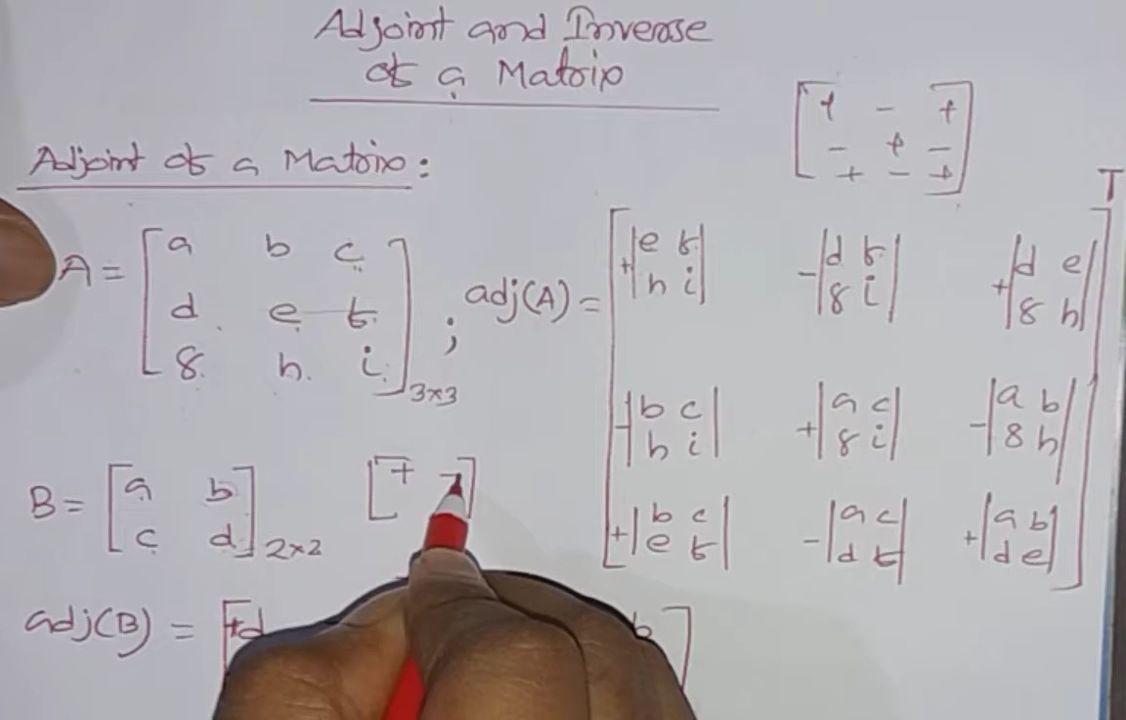 Adjoint and Inverse
of a Matrix
[+ - +
- + -
+ - +]
Adjoint of a Matrix:
A = [a b c
d e f
g h i]3×3 ; adj(A) = [+|e f h i| -|d f g i| +|d e g h|
-|b c h i| +|a c g i| -|a b g h|
+|b c e f| -|a c d f| +|a b d e|]T
B = [a b
c d]2×2 [+ -]
adj(B) = [+d b]